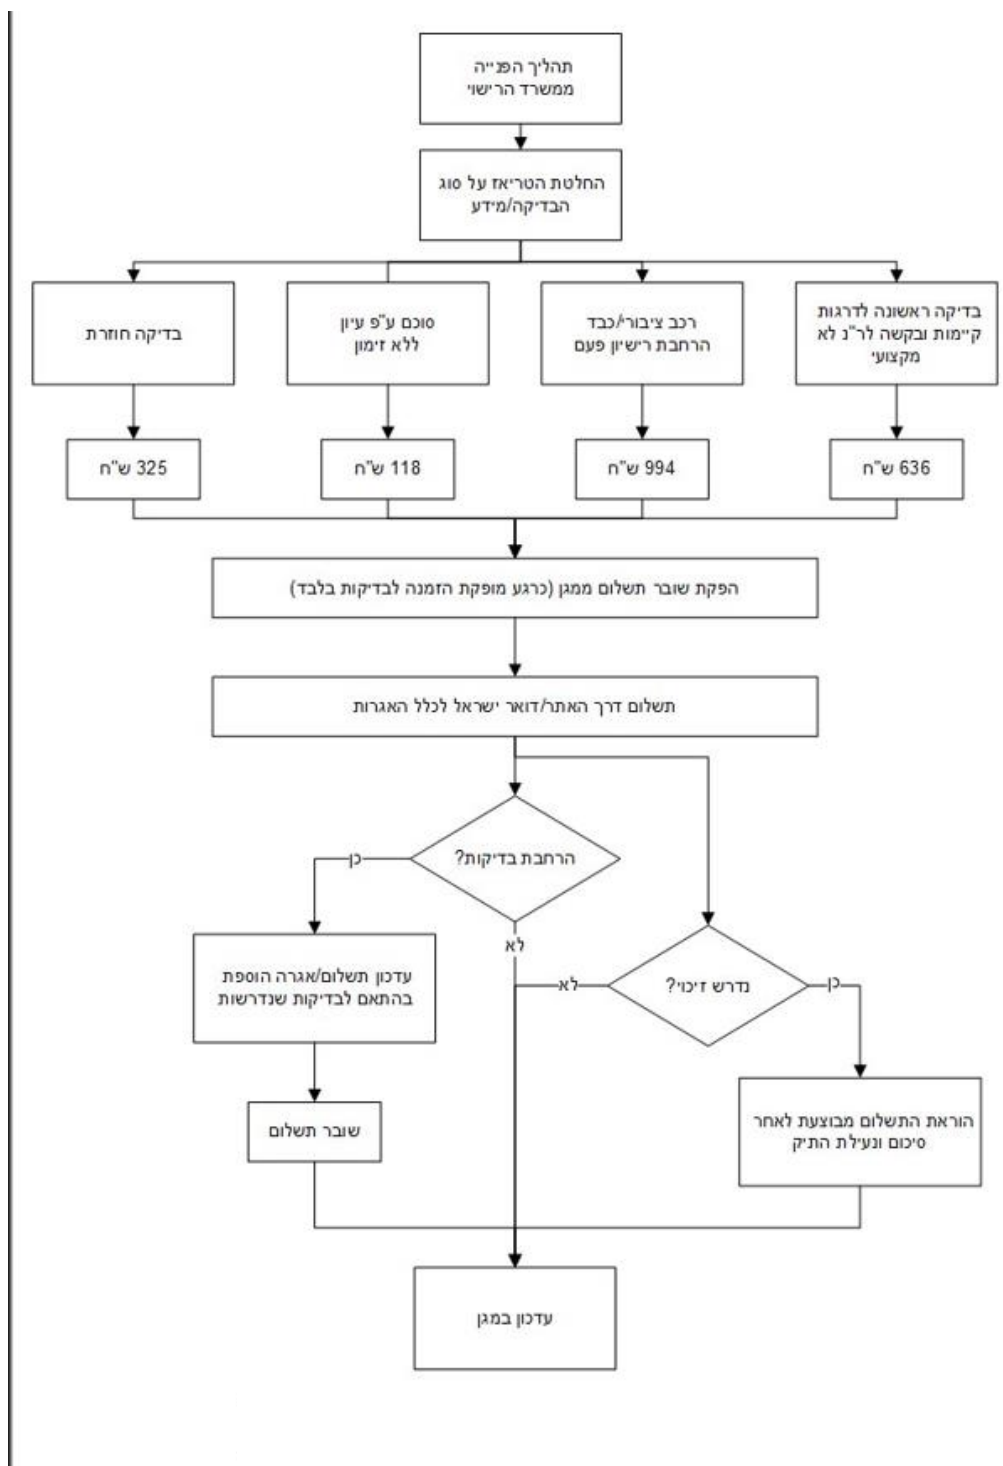 תהליך הפנייה
ממשרד הרישוי
החלטת הטריאז על סוג
הבדיקה/מידע
בדיקה ראשונה לדרגות
קיימות ובקשה לר"נ לא
מקצועי
רכב ציבורי/כבד
הרחבת רישיון פעם
סוכם ע"פ עיון
ללא זימון
בדיקה חוזרת
636 ש"ח
994 ש"ח
118 ש"ח
325 ש"ח
הפקת שובר תשלום ממגן (כרגע מופקת הזמנה לבדיקות בלבד)
תשלום דרך האתר/דואר ישראל לכלל האגרות
הרחבת בדיקות?
כן
לא
נדרש זיכוי?
כן
לא
עדכון תשלום/אגרה הוספת
בהתאם לבדיקות שנדרשות
הוראת התשלום מבוצעת לאחר
סיכום ונעילת התיק
שובר תשלום
עדכון במגן